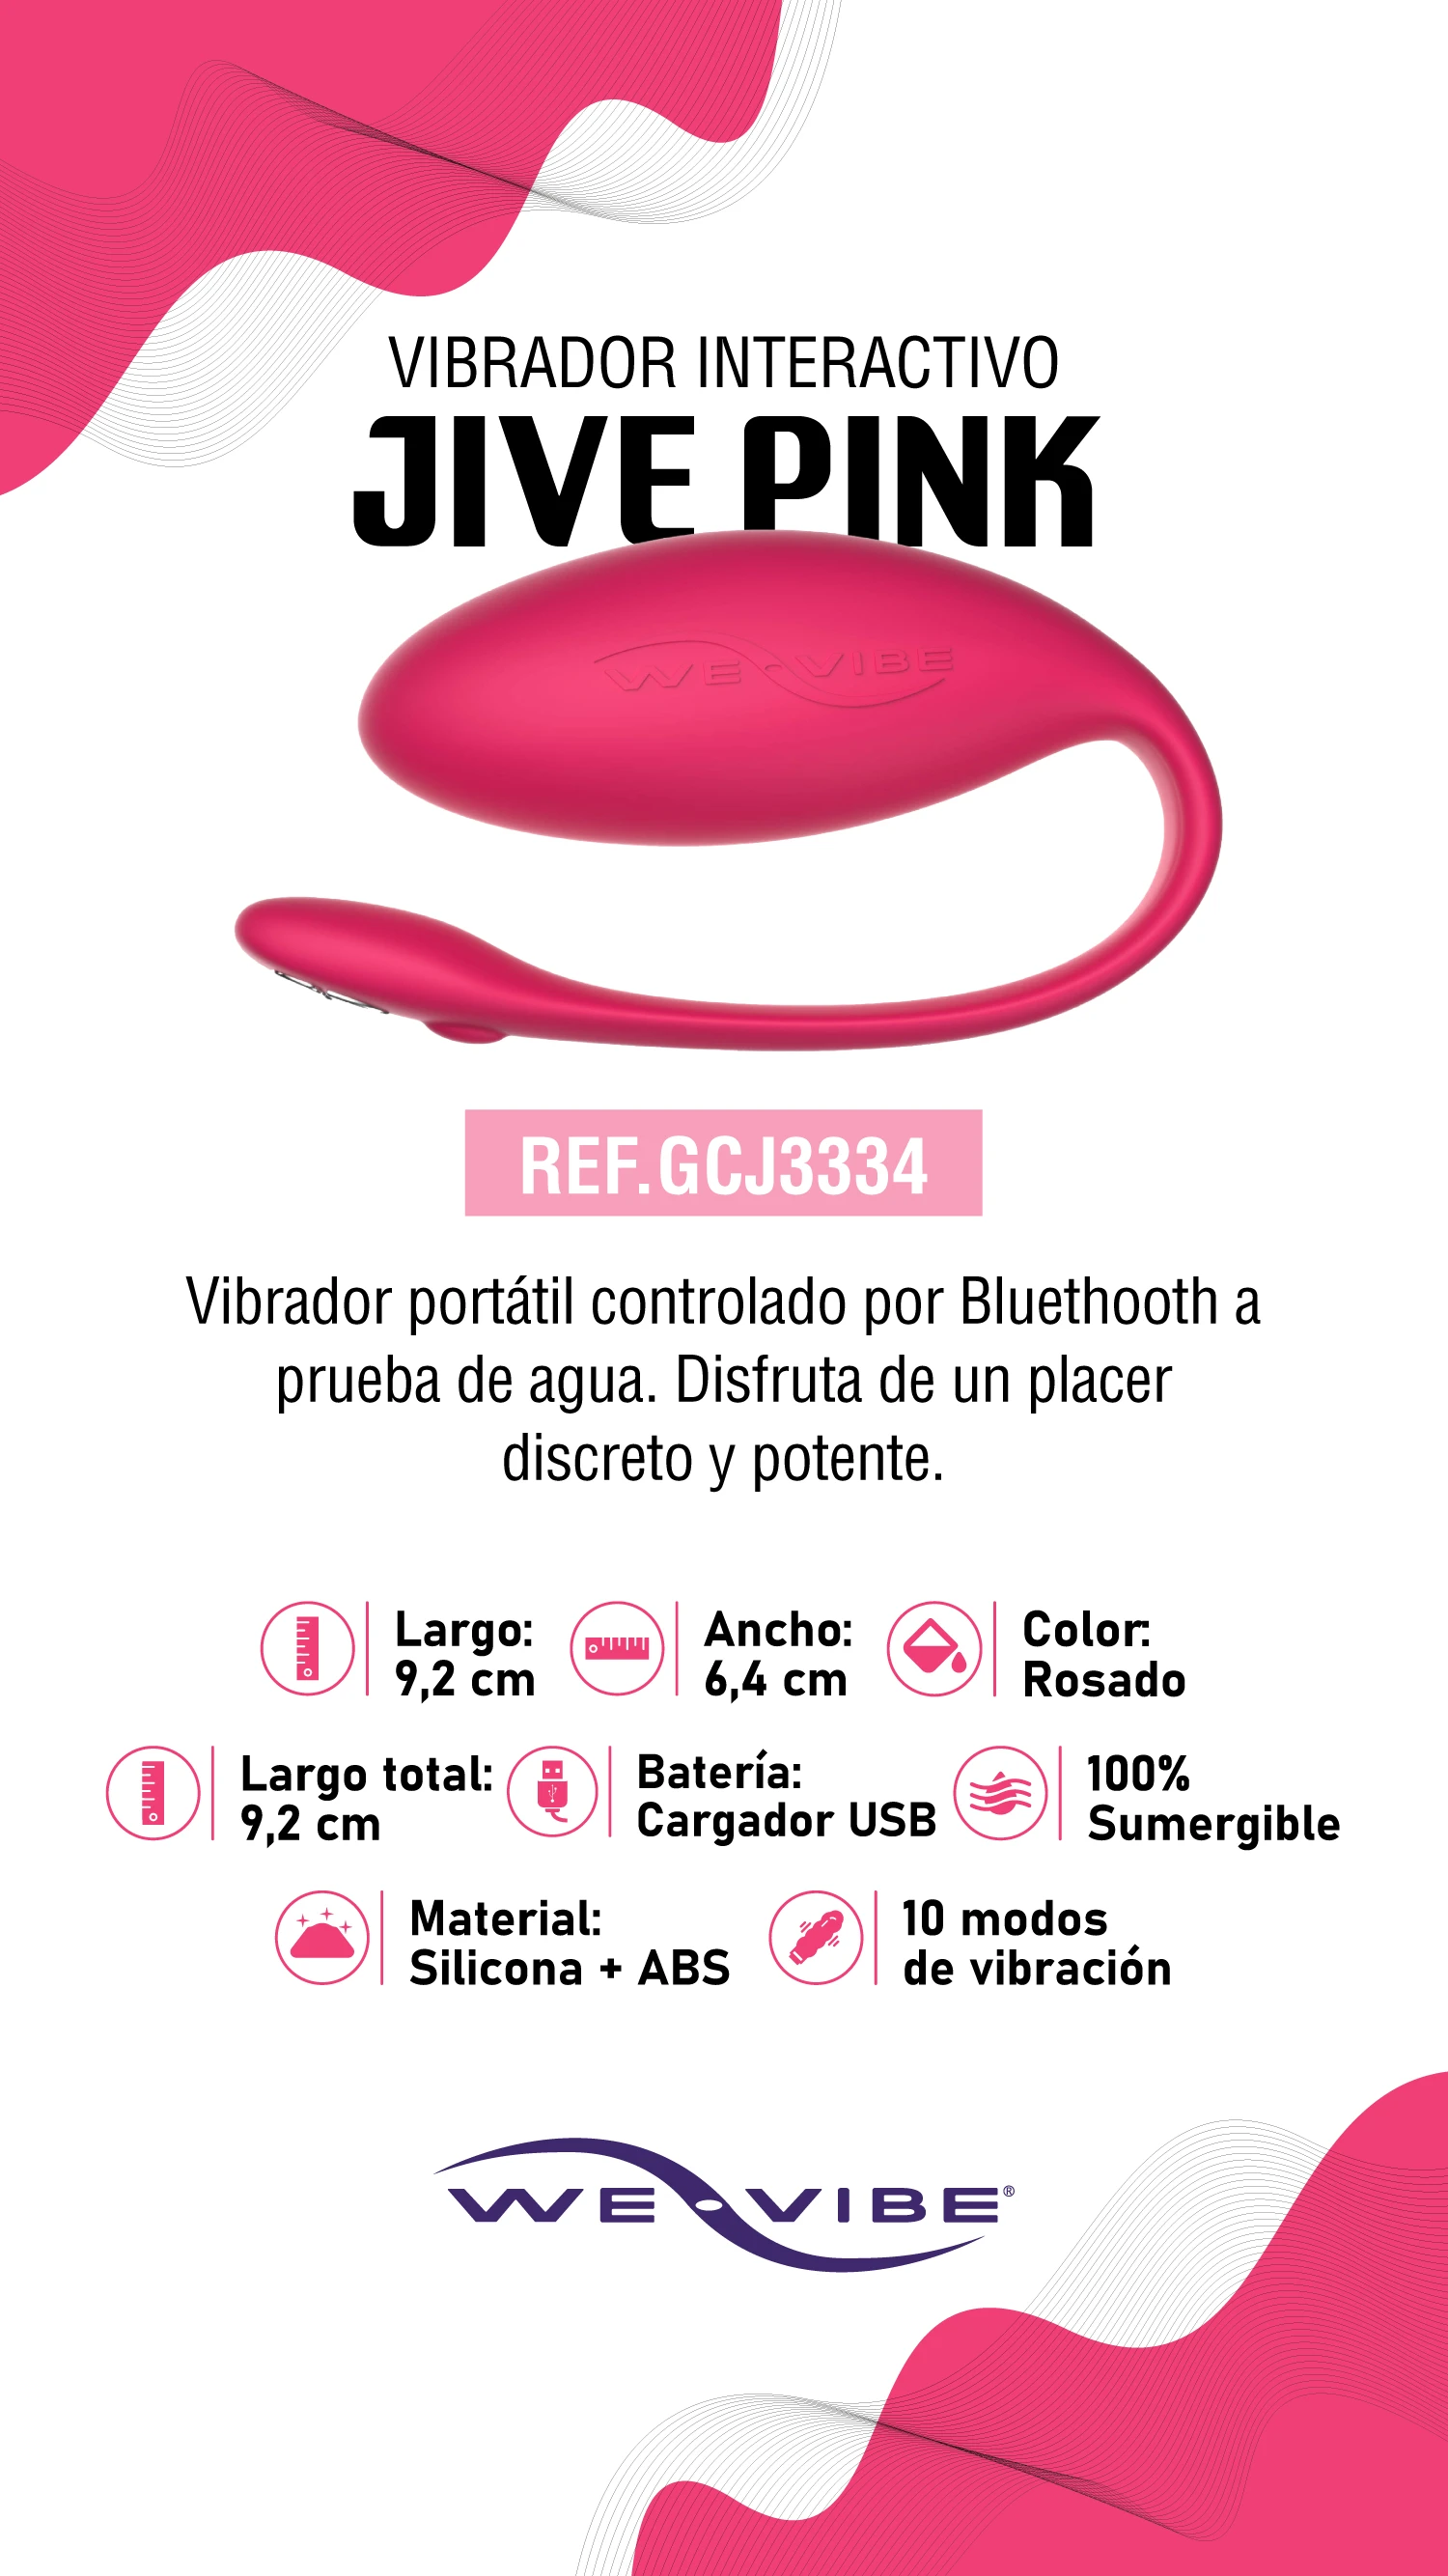 VIBRADOR INTERACTIVO
JIVE PINK
WE VIBE
REF.GCJ3334
Vibrador portátil controlado por Bluethooth a
prueba de agua. Disfruta de un placer
discreto y potente.
Largo:
9,2 cm
Ancho:
6,4 cm
Color:
Rosado
Largo total:
9,2 cm
Batería:
Cargador USB
100%
Sumergible
Material:
Silicona + ABS
10 modos
de vibración
WE VIBE®